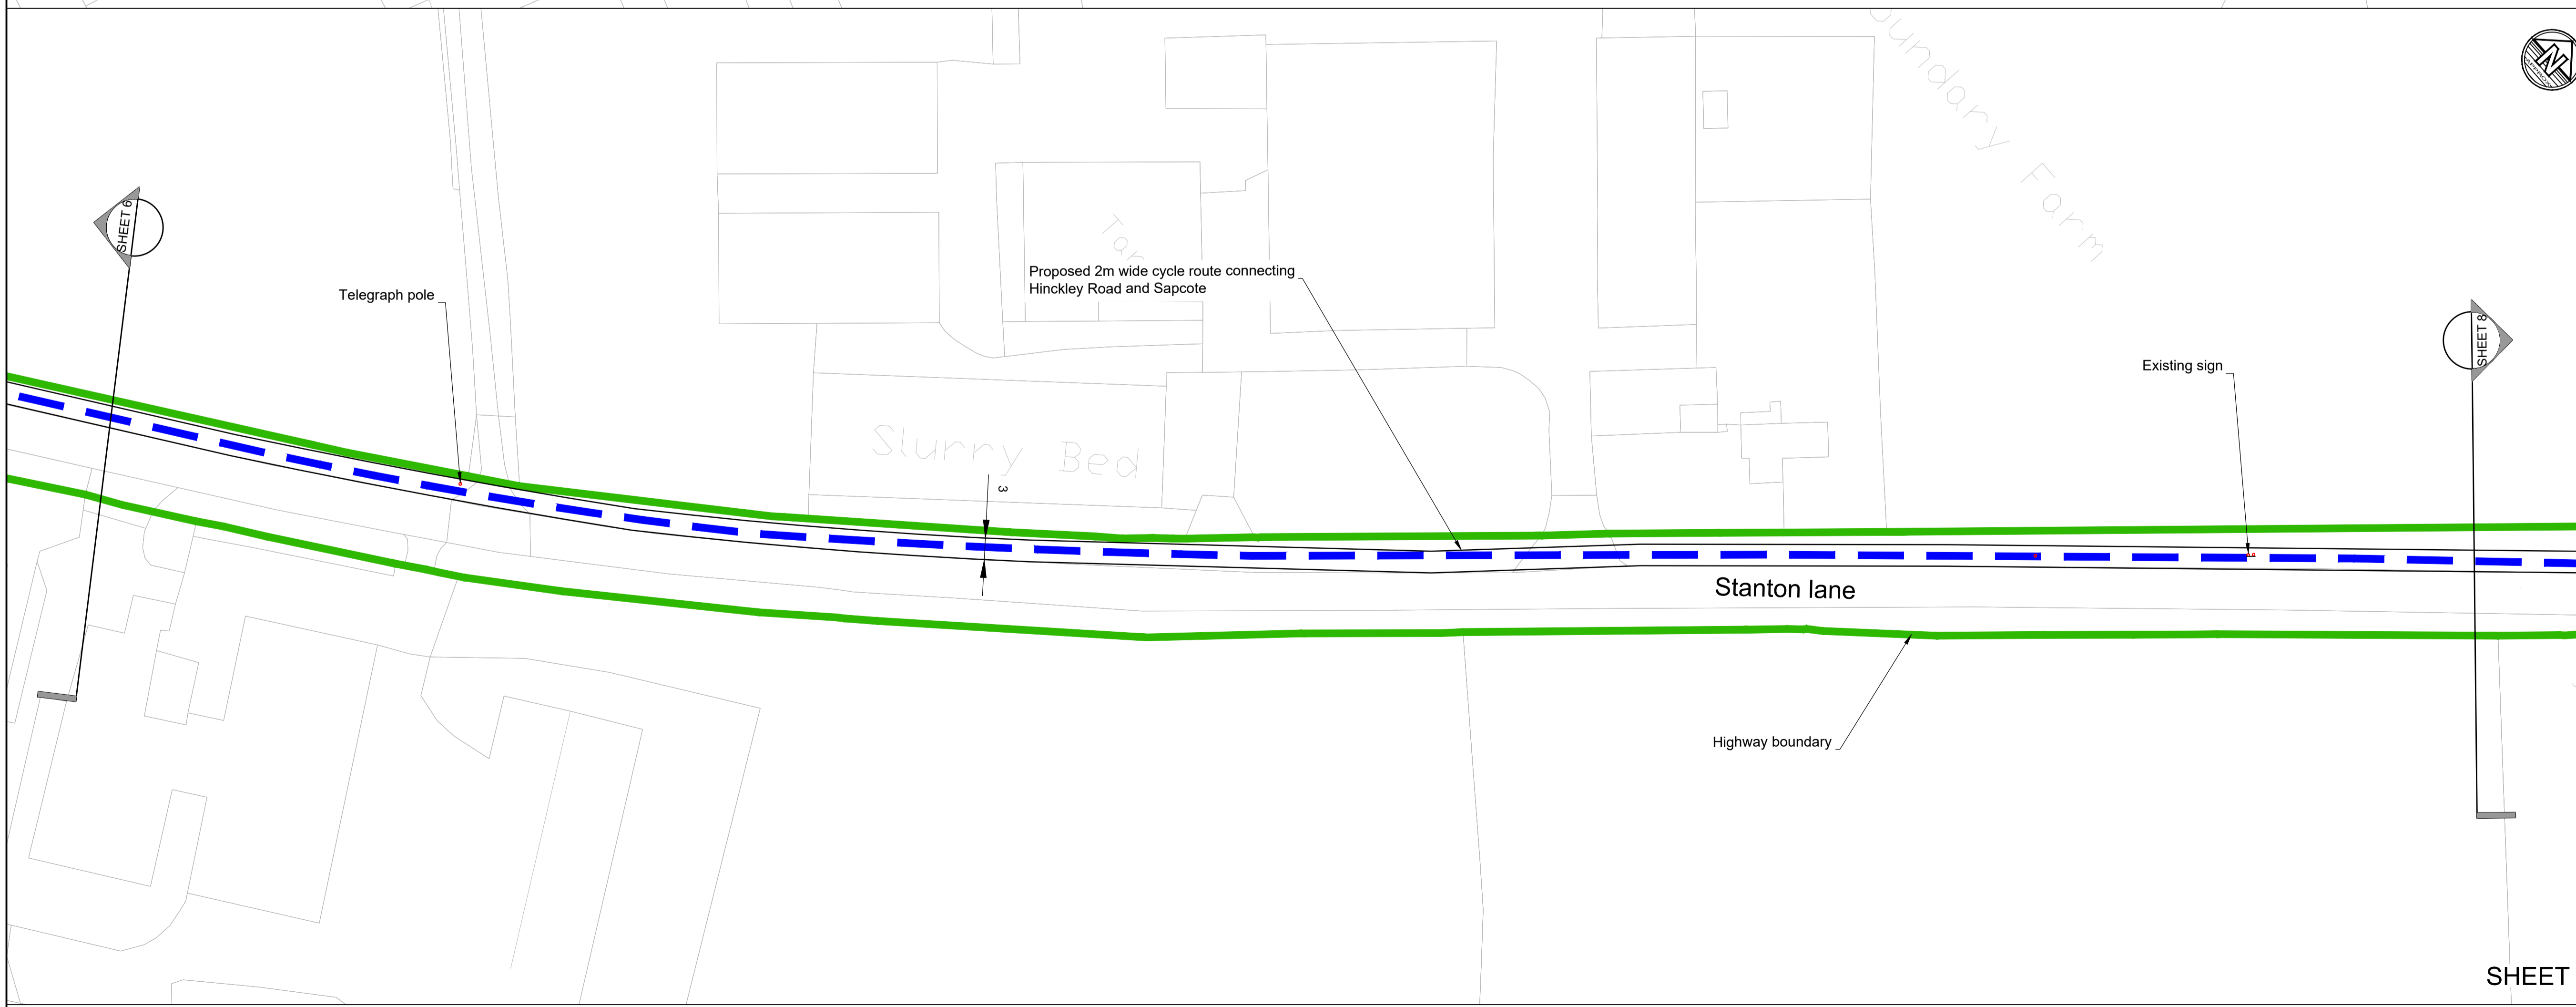 SHEET 6
Telegraph pole
Proposed 2m wide cycle route connecting
Hinckley Road and Sapcote
Slurry Bed
3
Farm
N
Existing sign
SHEET 8
Stanton lane
Highway boundary
SHEET